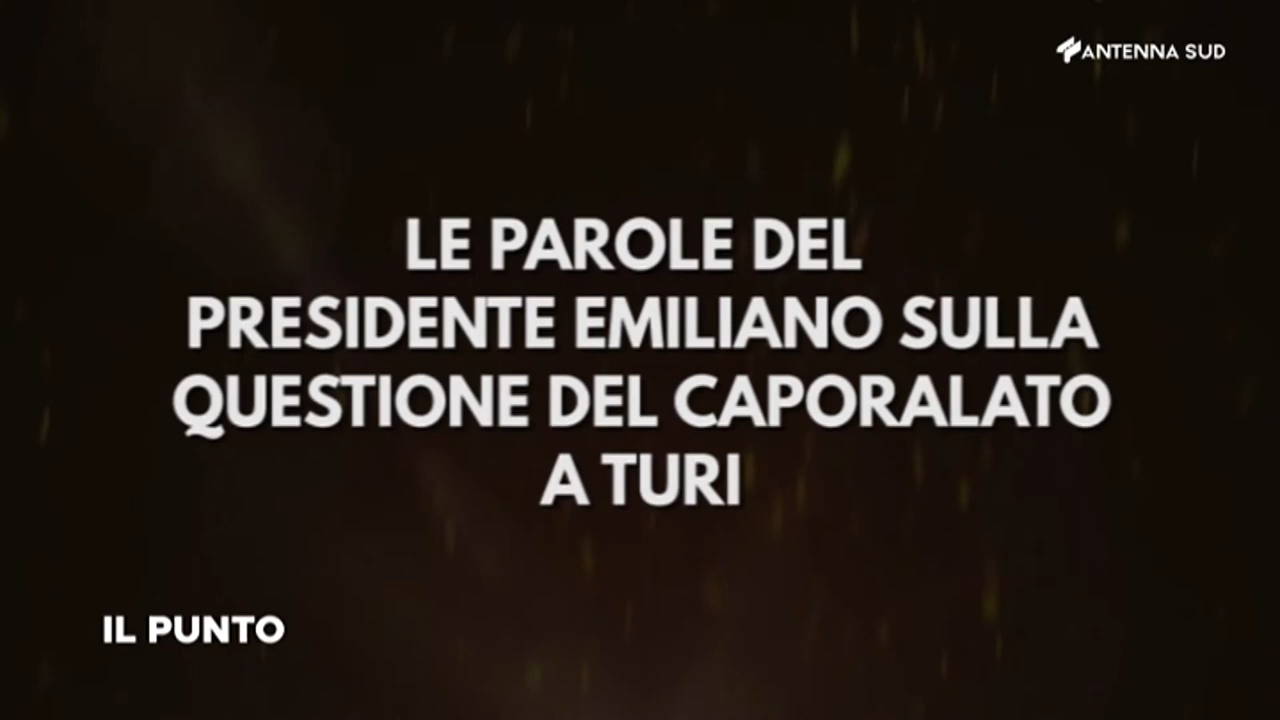 ANTENNA SUD
LE PAROLE DEL
PRESIDENTE EMILIANO SULLA
QUESTIONE DEL CAPORALATO
A TURI
IL PUNTO